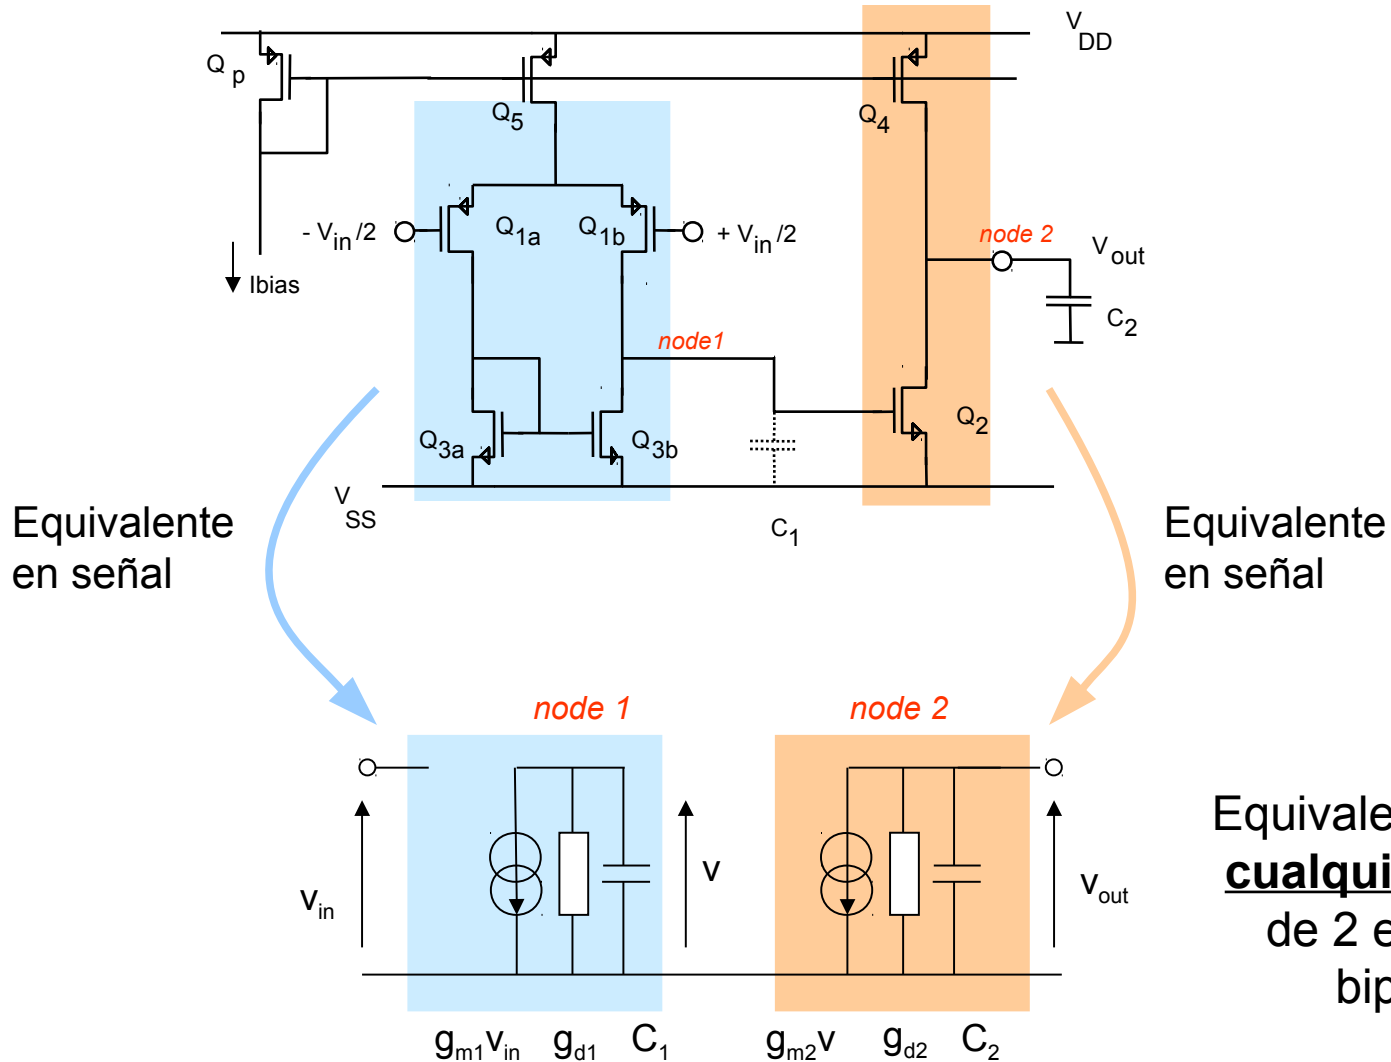 V
DD
Q p
Q5
Q4
- Vin /2
Q1a
Q1b
+ Vin /2
node 2
Vout
Ibias
C2
node1
Q3a
Q3b
Q2
V
SS
C1
Equivalente
en señal
Equivalente
en señal
node 1
node 2
vin
v
vout
Equivale
cualqui
de 2 e
bip
gm1vin
gd1
C1
gm2v
gd2
C2